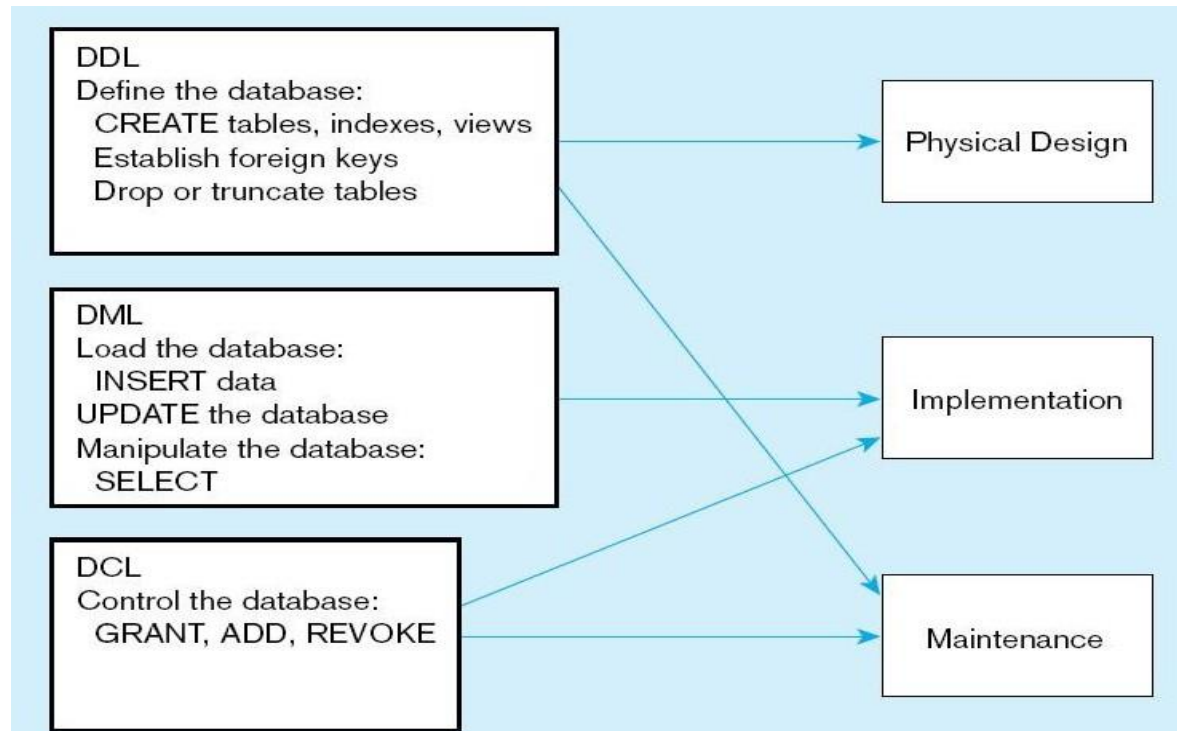 DDL
Define the database:
CREATE tables, indexes, views
Establish foreign keys
Drop or truncate tables
Physical Design
DML
Load the database:
INSERT data
UPDATE the database
Manipulate the database:
SELECT
Implementation
DCL
Control the database:
GRANT, ADD, REVOKE
Maintenance